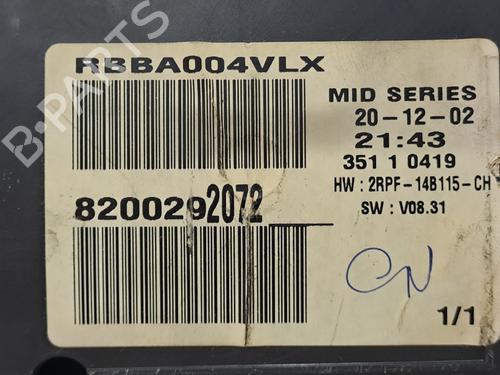 RBBA004VLX
MID SERIES
20-12-02
21:43
351 1 0419
HW : 2RPF-14B115-CH
SW : V08.31
8200292072
CN
1/1
B-PARTS